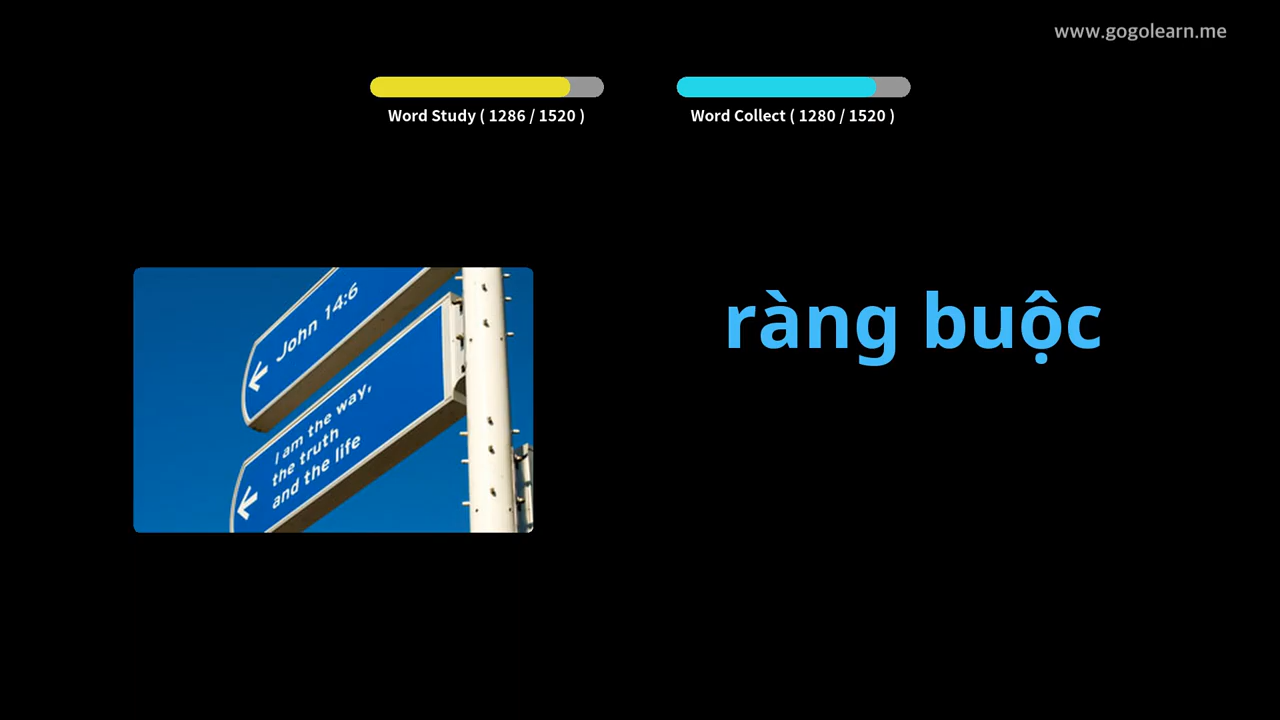 www.gogolearn.me
Word Study ( 1286 / 1520 )
Word Collect ( 1280 / 1520 )
John 14:6
I am the way,
the truth
and the life
ràng buộc